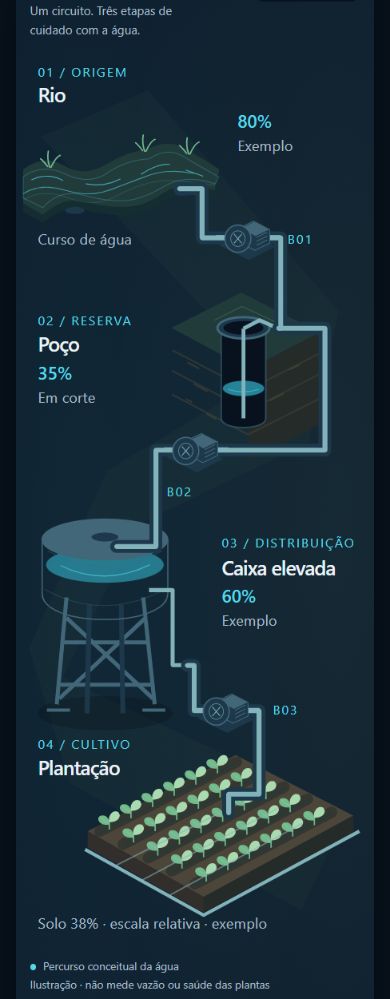 Um circuito. Três etapas de
cuidado com a água.
01 / ORIGEM
Rio
80%
Exemplo
Curso de água
B01
02 / RESERVA
Poço
35%
Em corte
B02
03 / DISTRIBUIÇÃO
Caixa elevada
60%
Exemplo
B03
04 / CULTIVO
Plantação
Solo 38% · escala relativa · exemplo
Percurso conceitual da água
Ilustração · não mede vazão ou saúde das plantas